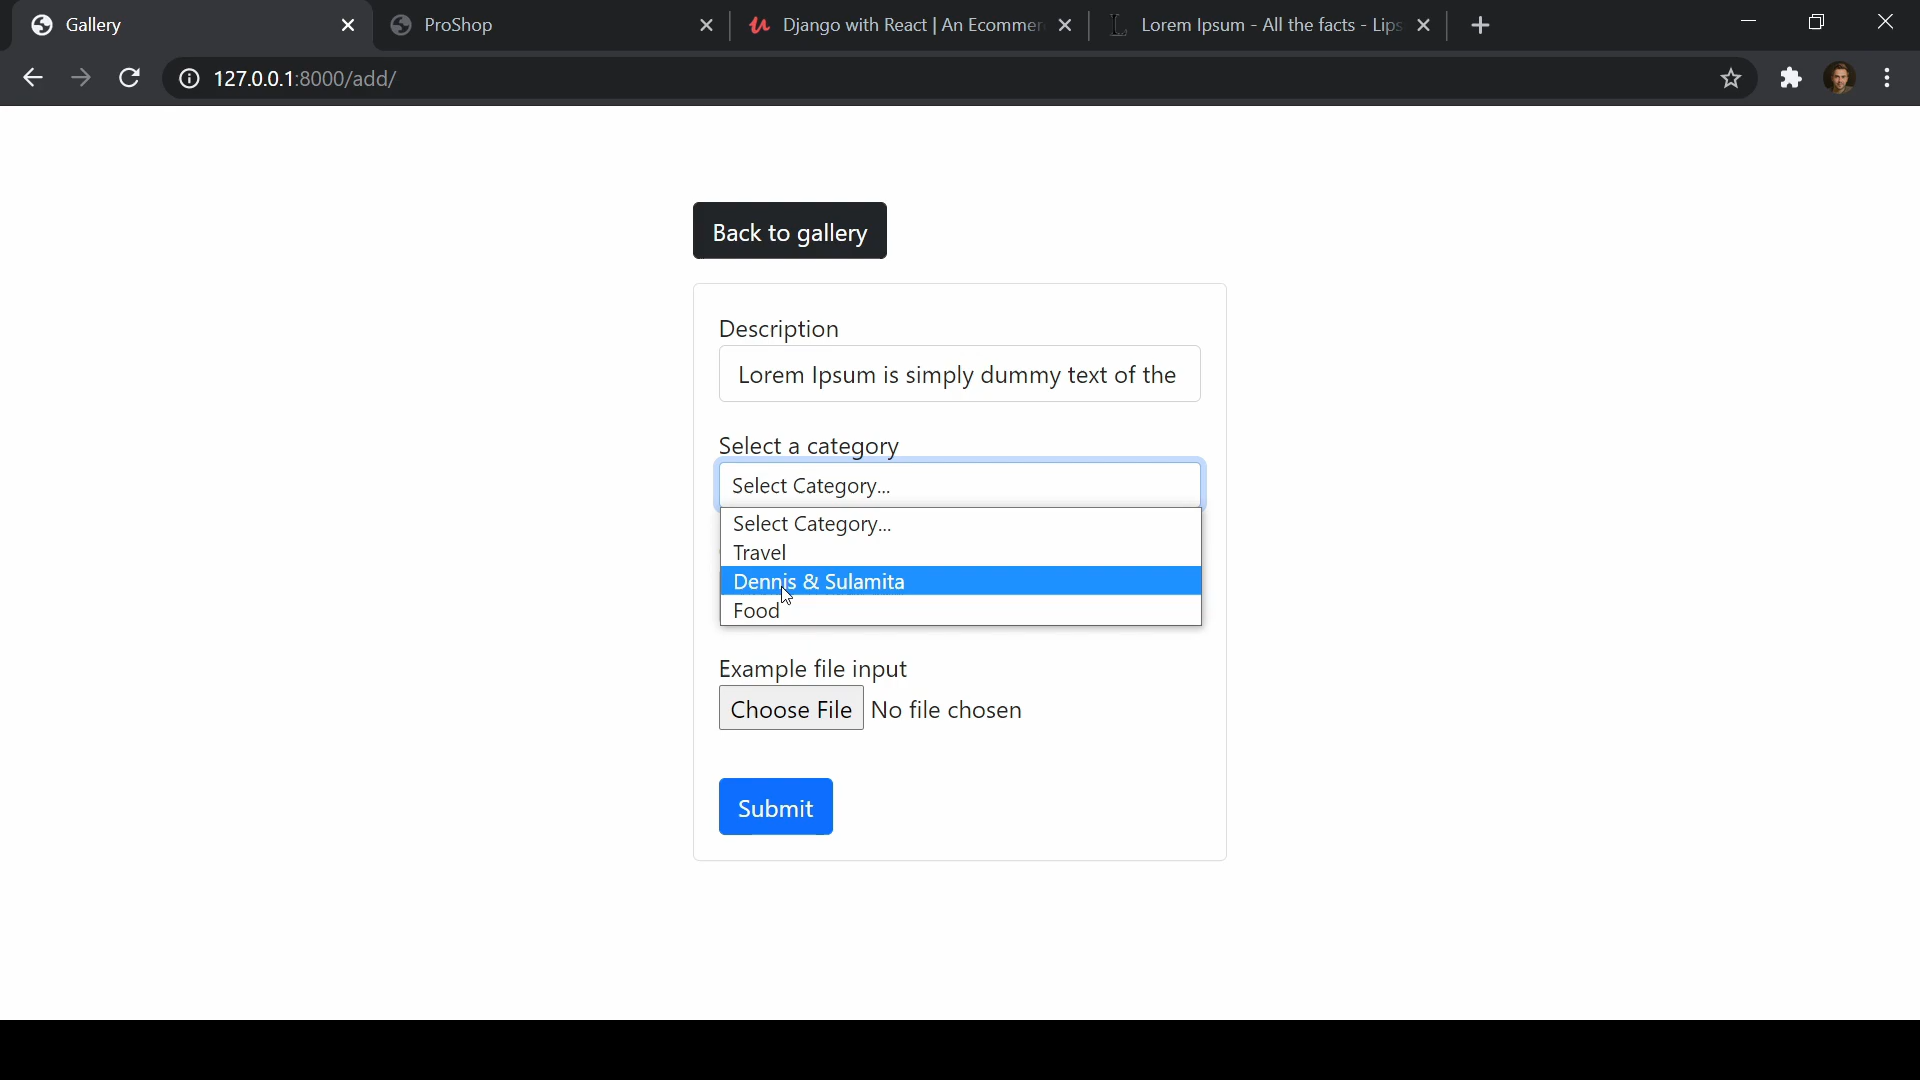 Gallery
ProShop
Django with React | An Ecommer
Lorem Ipsum - All the facts - Lips
127.0.0.1:8000/add/
Back to gallery
Description
Lorem Ipsum is simply dummy text of the
Select a category
Select Category...
Select Category...
Travel
Dennis & Sulamita
Food
Example file input
Choose File No file chosen
Submit